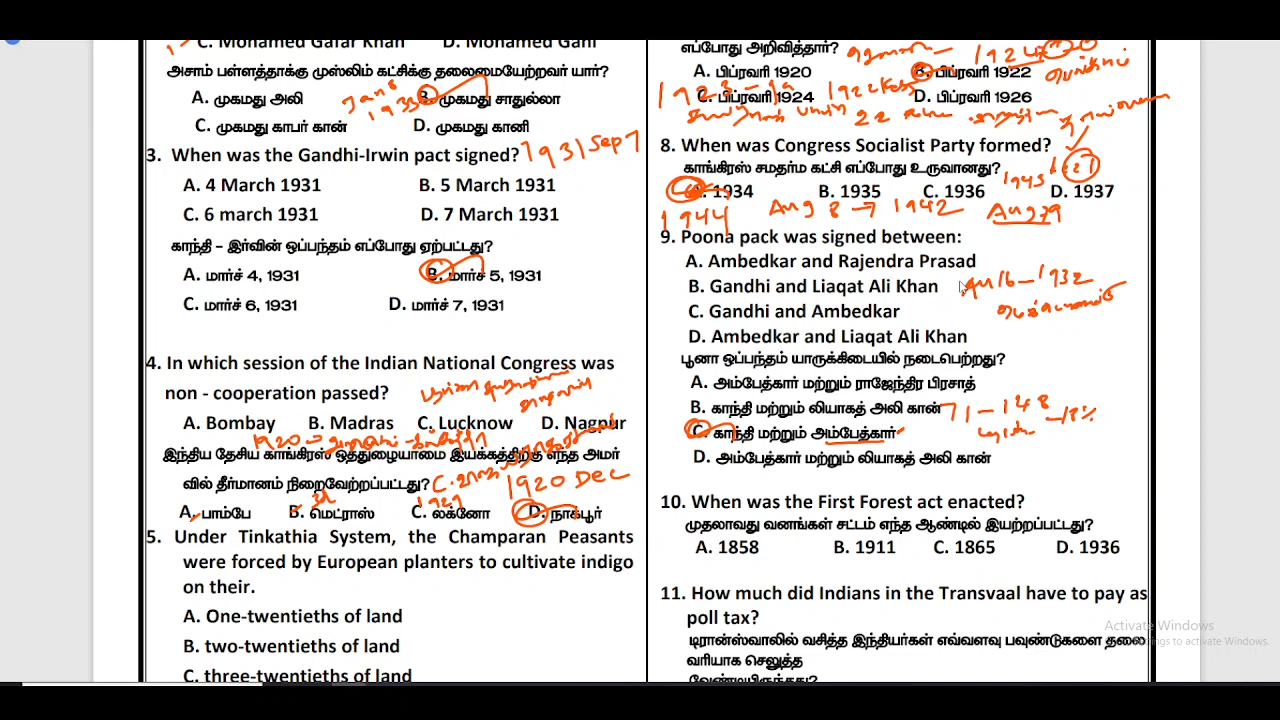 C. Mohamed Gafar Khan D. Mohamed Gani
அசாம் பள்ளத்தாக்கு முஸ்லிம் கட்சிக்கு தலைமையேற்றவர் யார்?
A. முகமது அலி B. முகமது சாதுல்லா
C. முகமது காபர் கான் D. முகமது கானி
3. When was the Gandhi-Irwin pact signed? 1931 Sep 7
A. 4 March 1931 B. 5 March 1931
C. 6 march 1931 D. 7 March 1931
காந்தி – இர்வின் ஒப்பந்தம் எப்போது ஏற்பட்டது?
A. மார்ச் 4, 1931 B. மார்ச் 5, 1931
C. மார்ச் 6, 1931 D. மார்ச் 7, 1931
4. In which session of the Indian National Congress was
non - cooperation passed?
A. Bombay B. Madras C. Lucknow D. Nagpur
1920
இந்திய தேசிய காங்கிரஸ் ஒத்துழையாமை இயக்கத்திற்கு எந்த அமர்
வில் தீர்மானம் நிறைவேற்றப்பட்டது? 1920 Dec
A. பாம்பே B. மெட்ராஸ் C. லக்னோ D. நாக்பூர்
5. Under Tinkathia System, the Champaran Peasants
were forced by European planters to cultivate indigo
on their.
A. One-twentieths of land
B. two-twentieths of land
C. three-twentieths of land
எப்போது அறிவித்தார்?
A. பிப்ரவரி 1920 B. பிப்ரவரி 1922
C. பிப்ரவரி 1924 D. பிப்ரவரி 1926
8. When was Congress Socialist Party formed?
காங்கிரஸ் சமதர்ம கட்சி எப்போது உருவானது?
A. 1934 B. 1935 C. 1936 D. 1937
1944 Aug 8 → 1942
9. Poona pack was signed between:
A. Ambedkar and Rajendra Prasad
B. Gandhi and Liaqat Ali Khan
C. Gandhi and Ambedkar
D. Ambedkar and Liaqat Ali Khan
பூனா ஒப்பந்தம் யாருக்கிடையில் நடைபெற்றது?
A. அம்பேத்கார் மற்றும் ராஜேந்திர பிரசாத்
B. காந்தி மற்றும் லியாகத் அலி கான் 71 – 148
C. காந்தி மற்றும் அம்பேத்கார்
D. அம்பேத்கார் மற்றும் லியாகத் அலி கான்
10. When was the First Forest act enacted?
முதலாவது வனங்கள் சட்டம் எந்த ஆண்டில் இயற்றப்பட்டது?
A. 1858 B. 1911 C. 1865 D. 1936
11. How much did Indians in the Transvaal have to pay as
poll tax?
டிரான்ஸ்வாலில் வசித்த இந்தியர்கள் எவ்வளவு பவுண்டுகளை தலை
வரியாக செலுத்த
வேண்டியிருந்தது?
Activate Windows